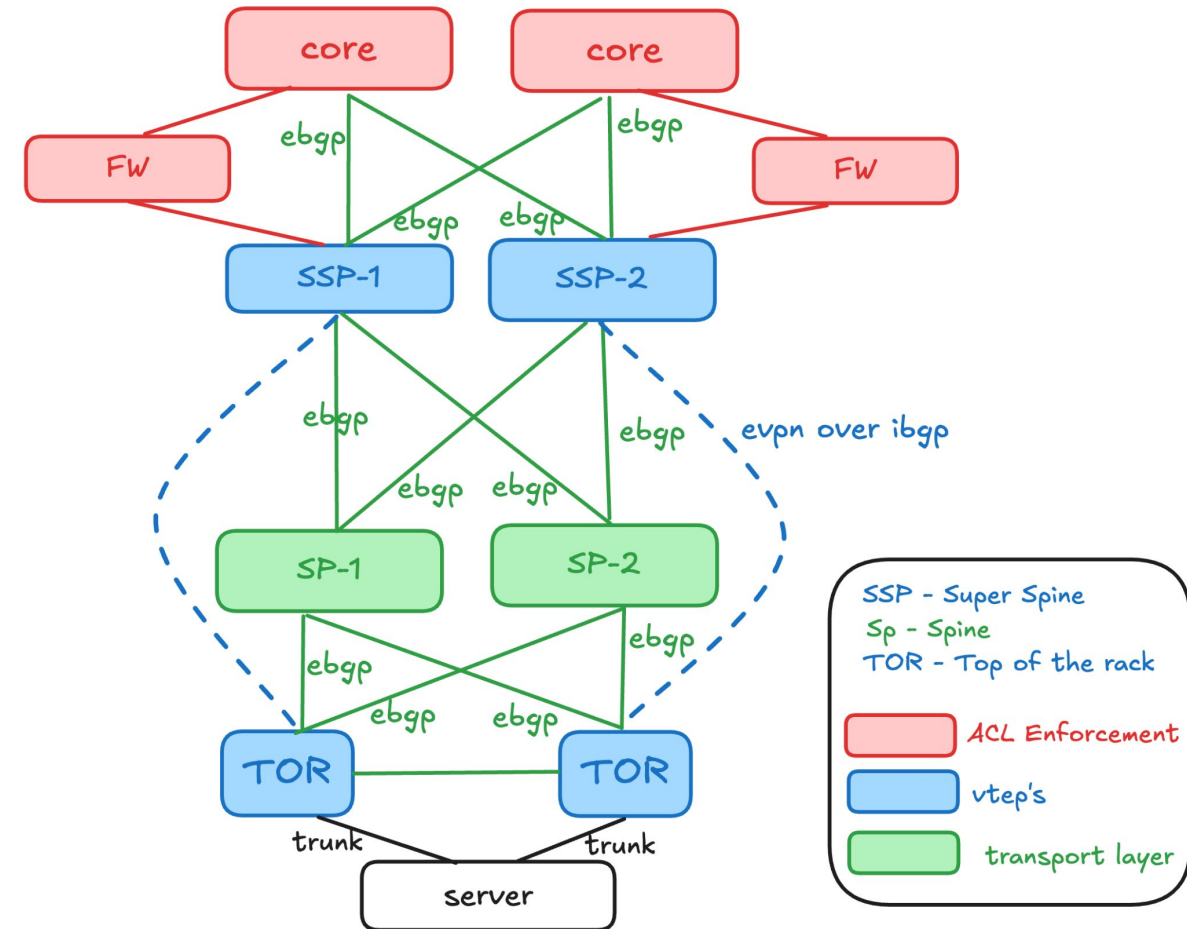 core
core
ebgp
ebgp
FW
FW
ebgp
ebgp
SSP-1
SSP-2
ebgp
ebgp
evpn over ibgp
ebgp
ebgp
SP-1
SP-2
ebgp
ebgp
ebgp
ebgp
TOR
TOR
trunk
trunk
server
SSP - Super Spine
Sp - Spine
TOR - Top of the rack
ACL Enforcement
vtep's
transport layer